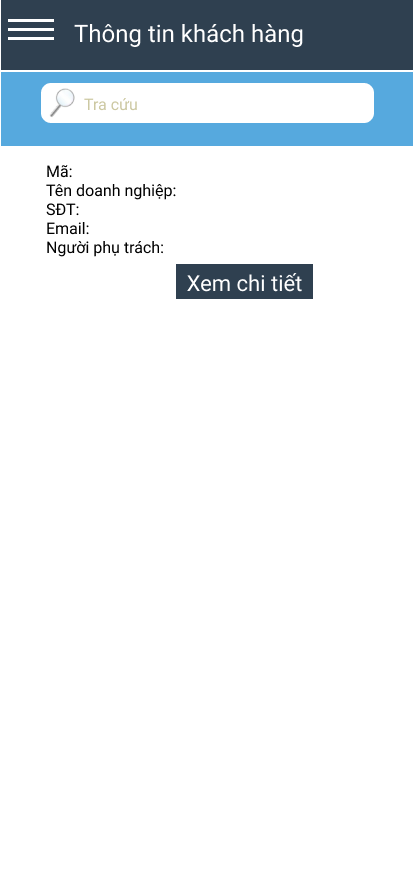 Thông tin khách hàng
Tra cứu
Mã:
Tên doanh nghiệp:
SĐT:
Email:
Người phụ trách:
Xem chi tiết